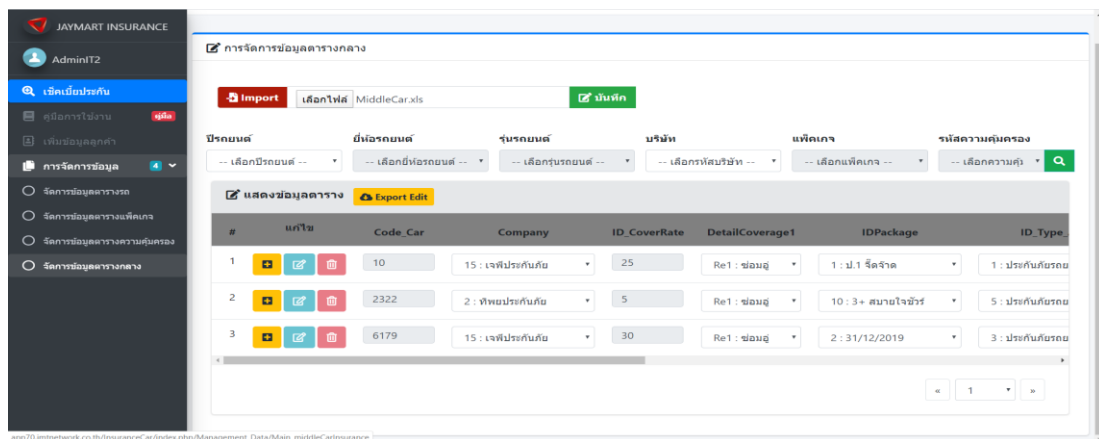 JAYMART INSURANCE
AdminIT2
เช็คเบี้ยประกัน
คู่มือการใช้งาน คู่มือ
เพิ่มข้อมูลลูกค้า
การจัดการข้อมูล 4
จัดการข้อมูลตารางรถ
จัดการข้อมูลตารางแพ็คเกจ
จัดการข้อมูลตารางความคุ้มครอง
จัดการข้อมูลตารางกลาง
การจัดการข้อมูลตารางกลาง
Import เลือกไฟล์ MiddleCar.xls บันทึก
ปีรถยนต์ ยี่ห้อรถยนต์ รุ่นรถยนต์ บริษัท แพ็คเกจ รหัสความคุ้มครอง
-- เลือกปีรถยนต์ -- -- เลือกยี่ห้อรถยนต์ -- -- เลือกรุ่นรถยนต์ -- -- เลือกรหัสบริษัท -- -- เลือกแพ็คเกจ -- -- เลือกความคุ้
แสดงข้อมูลตาราง Export Edit
# แก้ไข Code_Car Company ID_CoverRate DetailCoverage1 IDPackage ID_Type_
1 10 15 : เจพีประกันภัย 25 Re1 : ซ่อมอู่ 1 : ป.1 จี๊ดจ๊าด 1 : ประกันภัยรถย
2 2322 2 : ทิพยประกันภัย 5 Re1 : ซ่อมอู่ 10 : 3+ สบายใจชัวร์ 5 : ประกันภัยรถย
3 6179 15 : เจพีประกันภัย 30 Re1 : ซ่อมอู่ 2 : 31/12/2019 3 : ประกันภัยรถย
« 1 »
app70.jmtnetwork.co.th/InsuranceCar/index.php/Management_Data/Main_middleCarInsurance